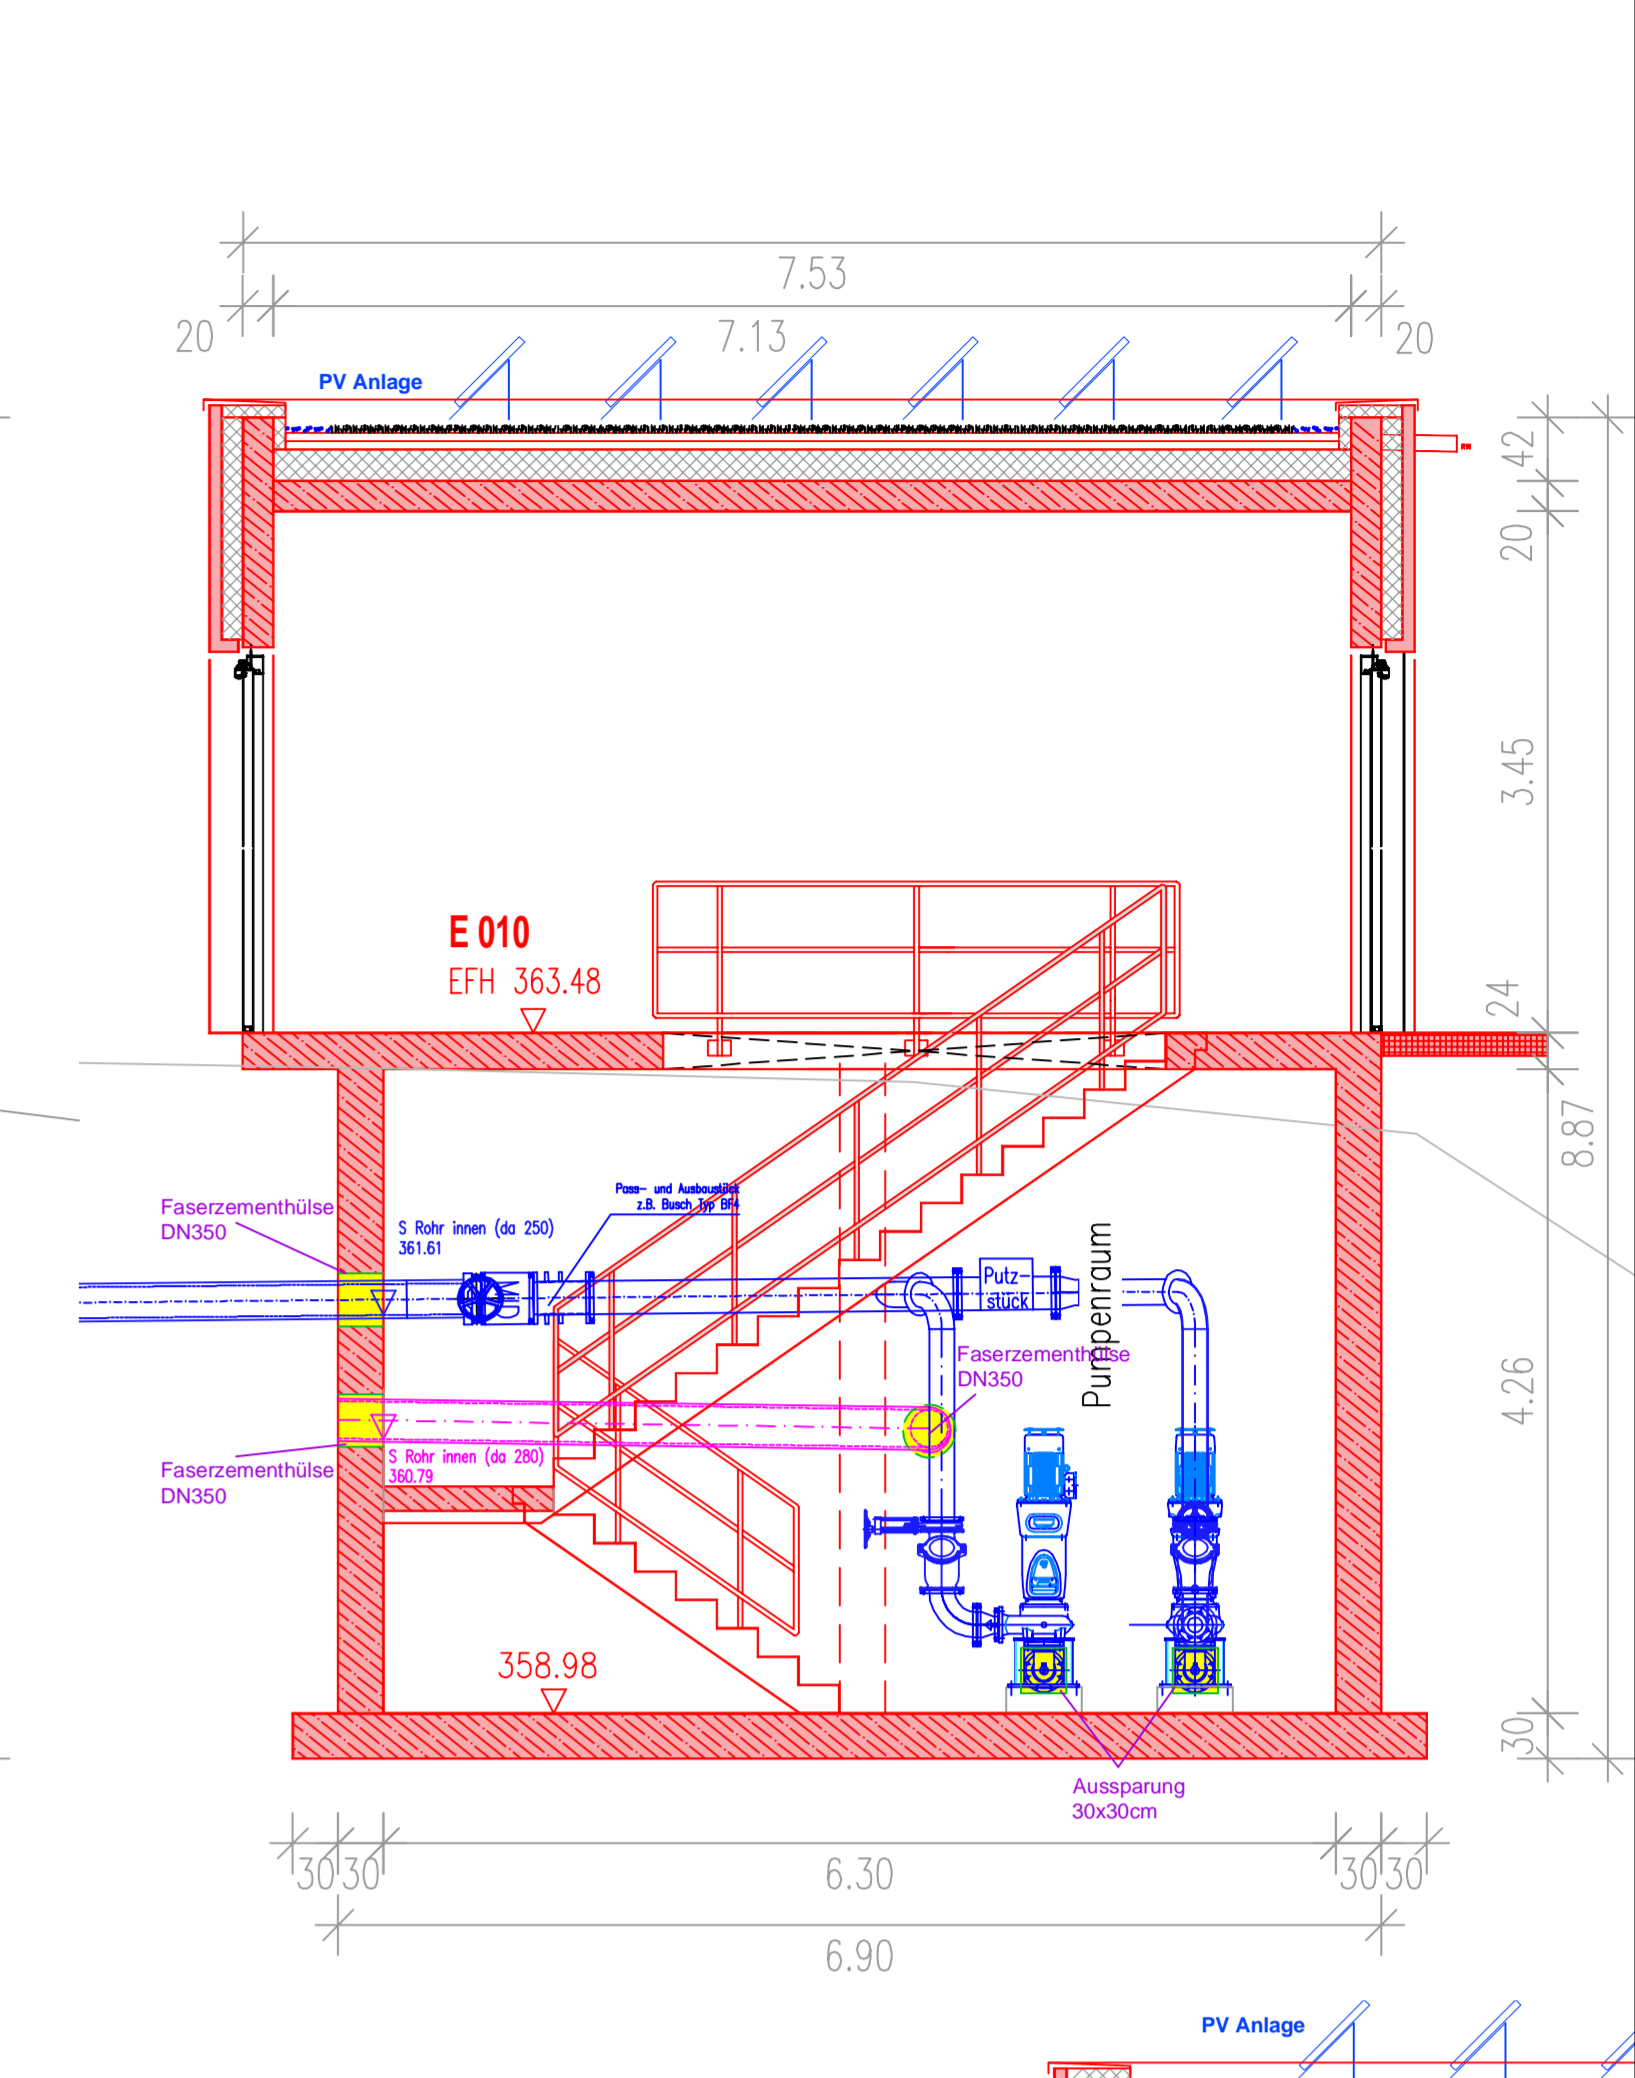 7.53
20
7.13
20
PV Anlage
42
RW
20
3.45
E 010
EFH 363.48
24
8.87
Faserzementhülse
DN350
S Rohr innen (da 250)
361.61
Pass- und Ausbaustück
z.B. Busch Typ BF4
MID
Putz-
stück
Pumpenraum
Faserzementhülse
DN350
4.26
S Rohr innen (da 280)
360.79
Faserzementhülse
DN350
358.98
30
Aussparung
30x30cm
30 30
6.30
30 30
6.90
PV Anlage